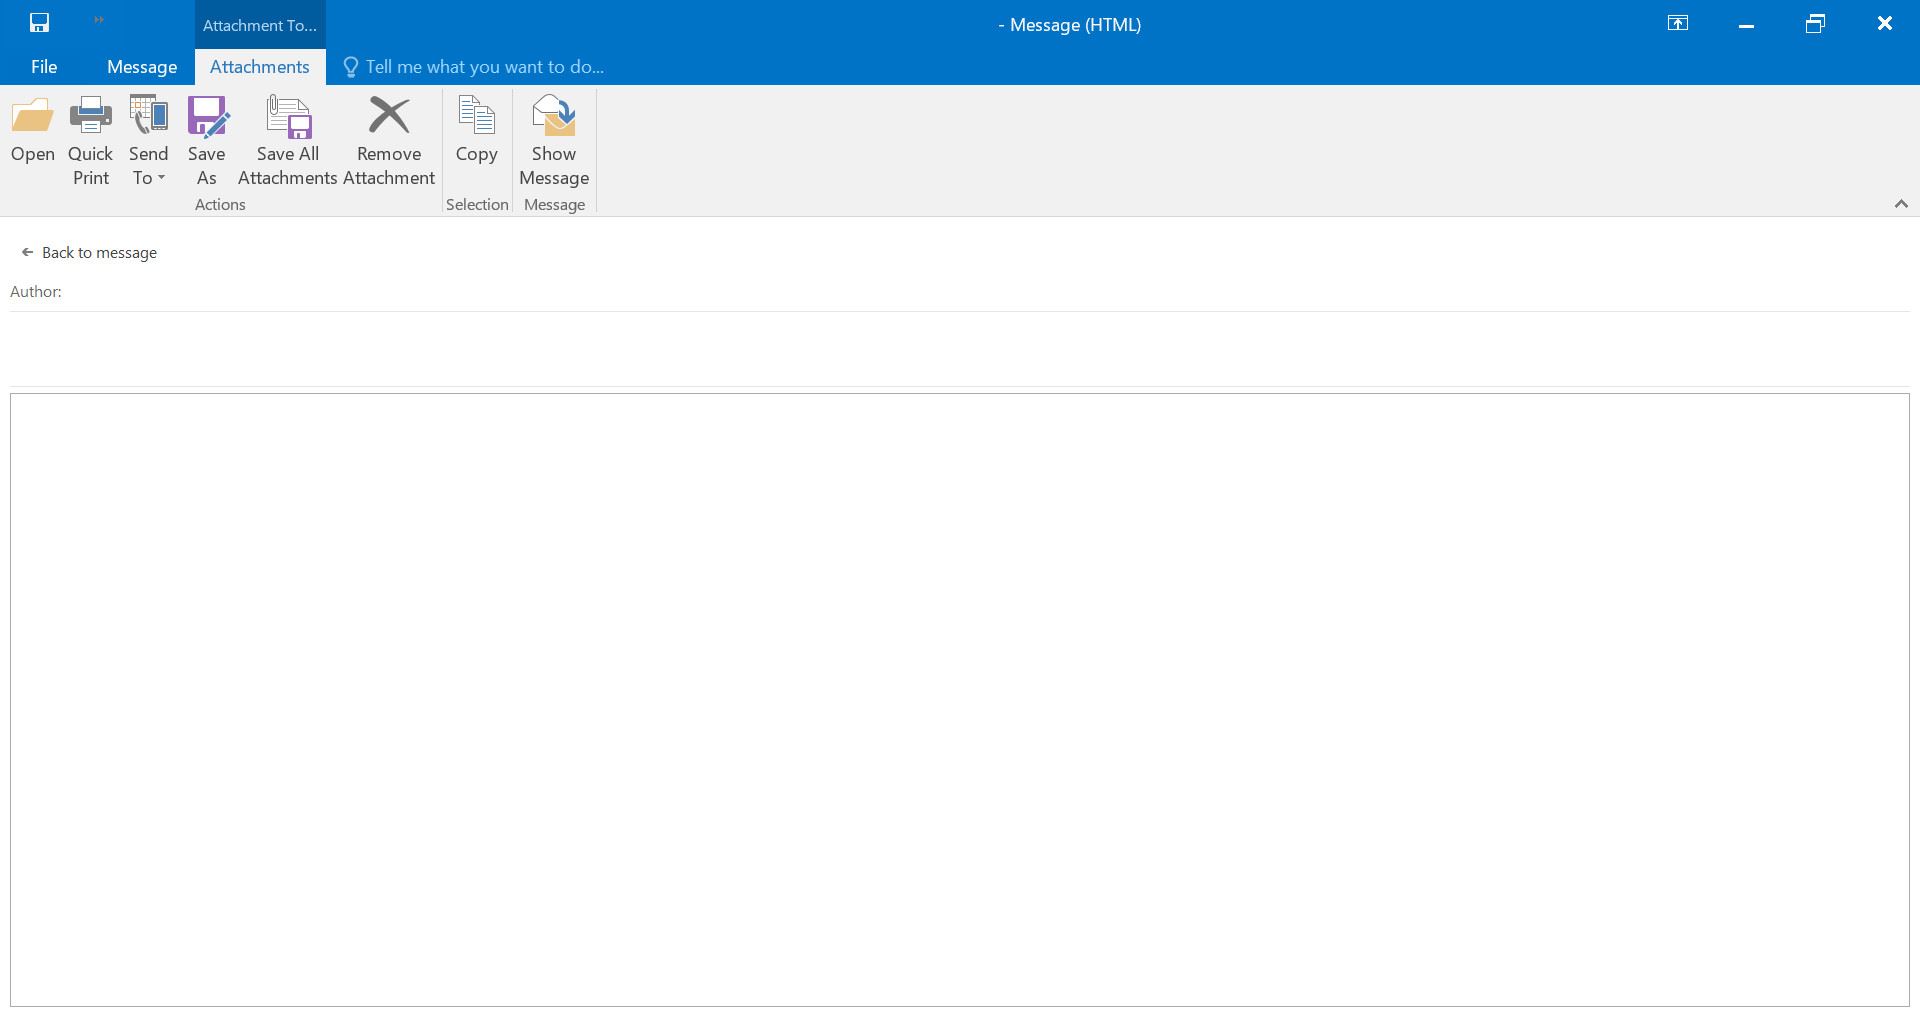 Attachment To...
- Message (HTML)
File
Message
Attachments
Tell me what you want to do...
Open
Quick
Print
Send
To
Save
As
Save All
Attachments
Remove
Attachment
Actions
Copy
Selection
Show
Message
Message
Back to message
Author: